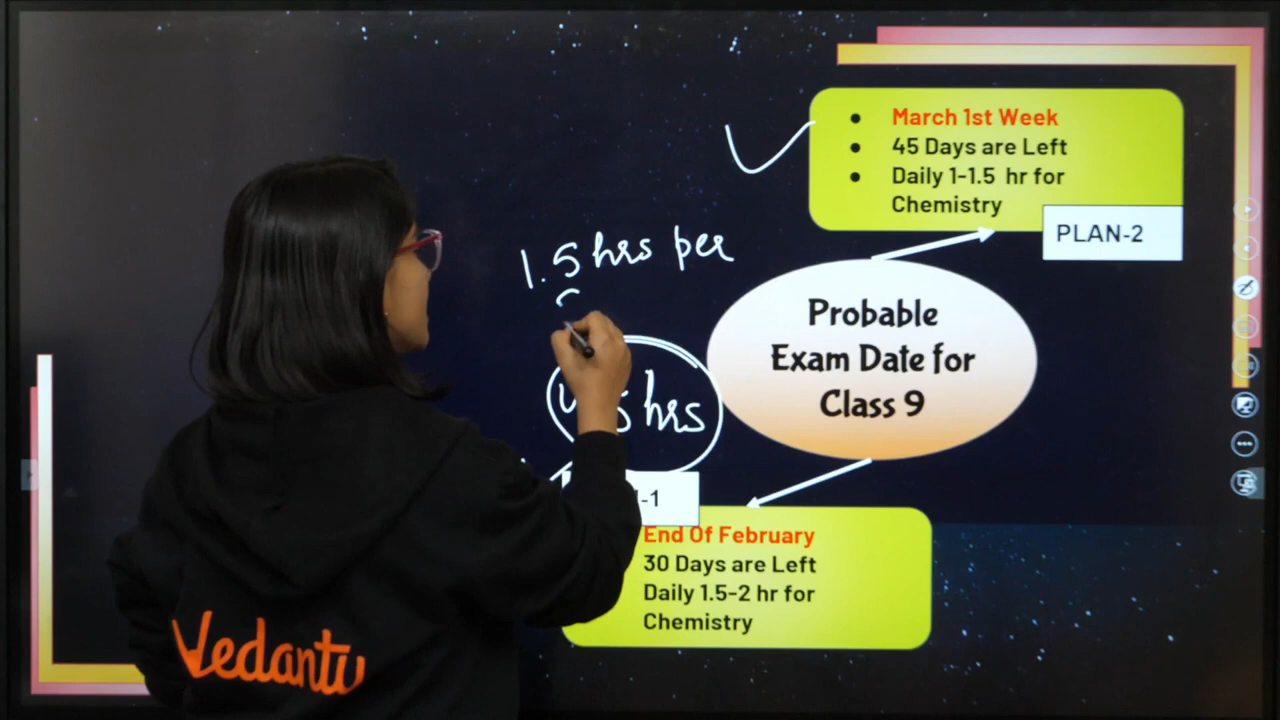 March 1st Week
45 Days are Left
Daily 1-1.5 hr for
Chemistry
PLAN-2
1.5 hrs per
Probable
Exam Date for
Class 9
hrs
-1
End Of February
30 Days are Left
Daily 1.5-2 hr for
Chemistry
Vedantu